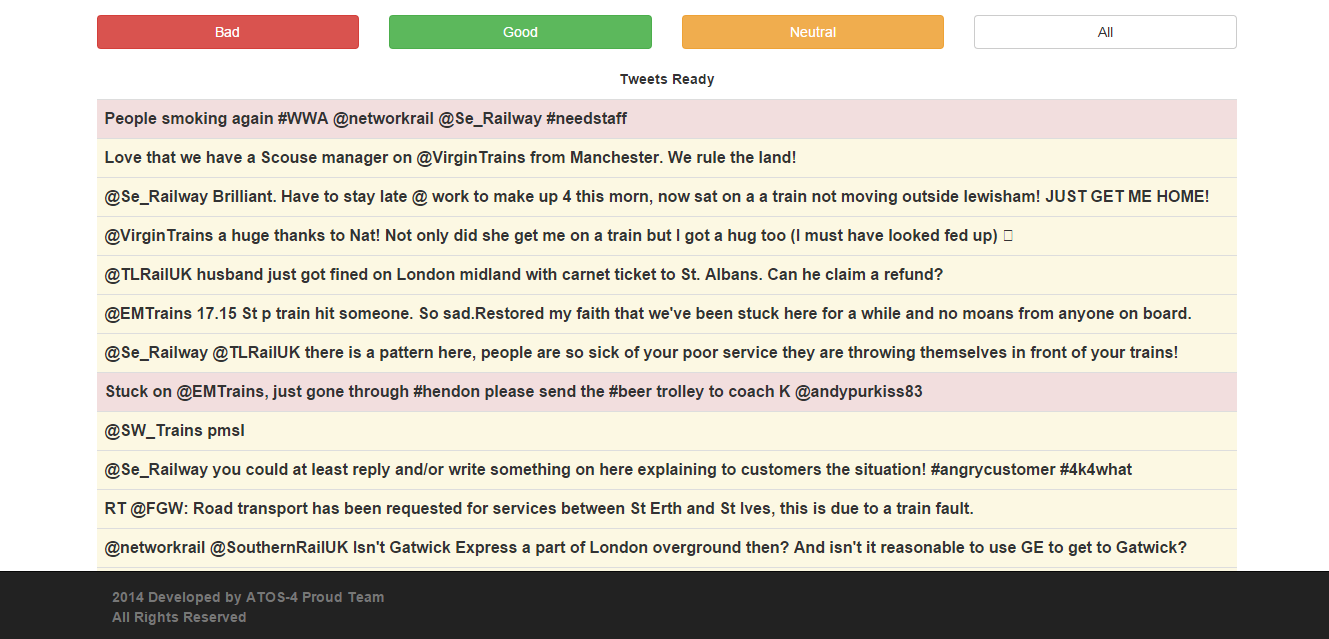 Bad Good Neutral All
Tweets Ready
People smoking again #WWA @networkrail @Se_Railway #needstaff
Love that we have a Scouse manager on @VirginTrains from Manchester. We rule the land!
@Se_Railway Brilliant. Have to stay late @ work to make up 4 this morn, now sat on a a train not moving outside lewisham! JUST GET ME HOME!
@VirginTrains a huge thanks to Nat! Not only did she get me on a train but I got a hug too (I must have looked fed up) 
@TLRailUK husband just got fined on London midland with carnet ticket to St. Albans. Can he claim a refund?
@EMTrains 17.15 St p train hit someone. So sad.Restored my faith that we've been stuck here for a while and no moans from anyone on board.
@Se_Railway @TLRailUK there is a pattern here, people are so sick of your poor service they are throwing themselves in front of your trains!
Stuck on @EMTrains, just gone through #hendon please send the #beer trolley to coach K @andypurkiss83
@SW_Trains pmsl
@Se_Railway you could at least reply and/or write something on here explaining to customers the situation! #angrycustomer #4k4what
RT @FGW: Road transport has been requested for services between St Erth and St Ives, this is due to a train fault.
@networkrail @SouthernRailUK Isn't Gatwick Express a part of London overground then? And isn't it reasonable to use GE to get to Gatwick?
2014 Developed by ATOS-4 Proud Team
All Rights Reserved